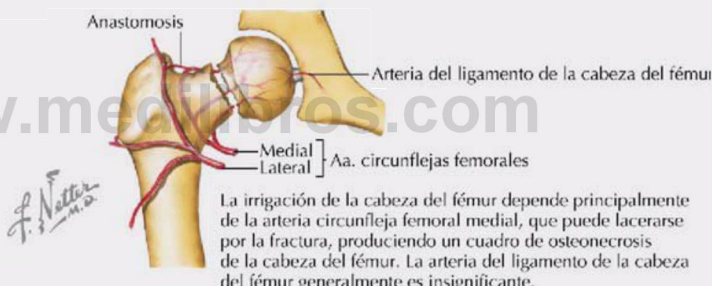 Anastomosis
Arteria del ligamento de la cabeza del fémur
Medial
Lateral
Aa. circunflejas femorales
La irrigación de la cabeza del fémur depende principalmente
de la arteria circunfleja femoral medial, que puede lacerarse
por la fractura, produciendo un cuadro de osteonecrosis
de la cabeza del fémur. La arteria del ligamento de la cabeza
del fémur generalmente es insignificante.
.medilibros.com
F. Netter
M.D.